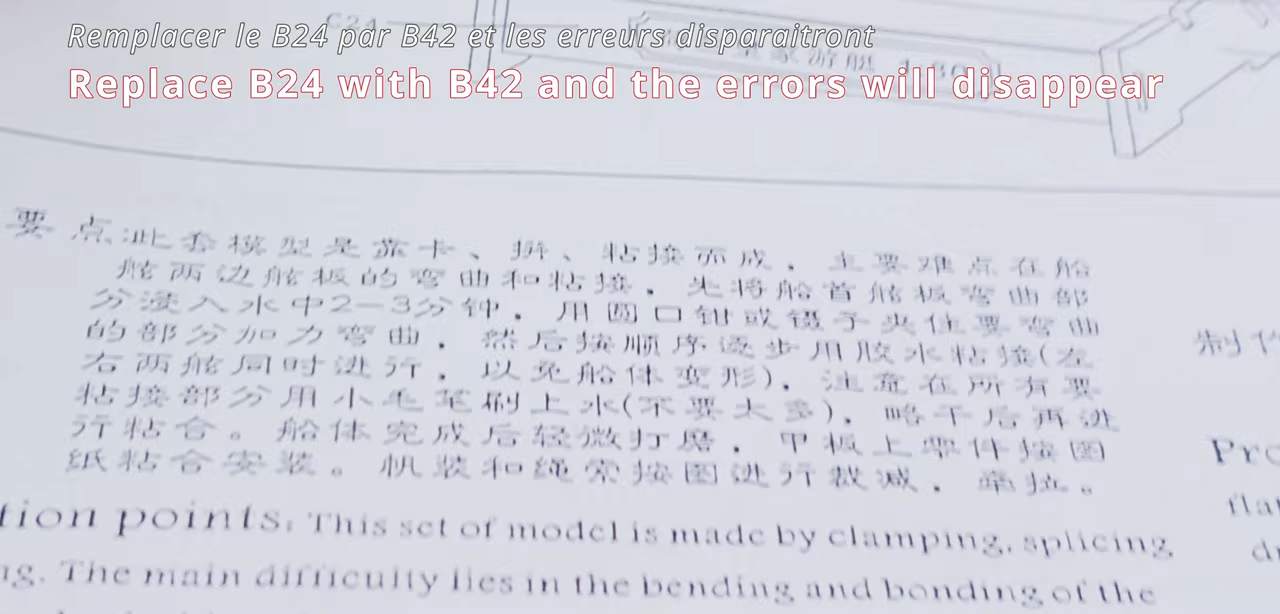 C24
Remplacer le B24 par B42 et les erreurs disparaitront
Replace B24 with B42 and the errors will disappear
游艇
要点:此套模型是靠卡、拼、粘接而成,主要难点在船
舷两边舷板的弯曲和粘接,先将船首舷板弯曲部
分浸入水中2-3分钟,用圆口钳或镊子夹住要弯曲
的部分加力弯曲,然后按顺序逐步用胶水粘接(左
右两舷同时进行,以免船体变形),注意在所有要
粘接部分用小毛笔刷上水(不要太多),略干后再进
行粘合。船体完成后轻微打磨,甲板上零件按图
纸粘合安装。帆装和绳索按图进行裁减,牵拉。
制作
tion points: This set of model is made by clamping, splicing,
ng. The main difficulty lies in the bending and bonding of the
Pro
flat
dr